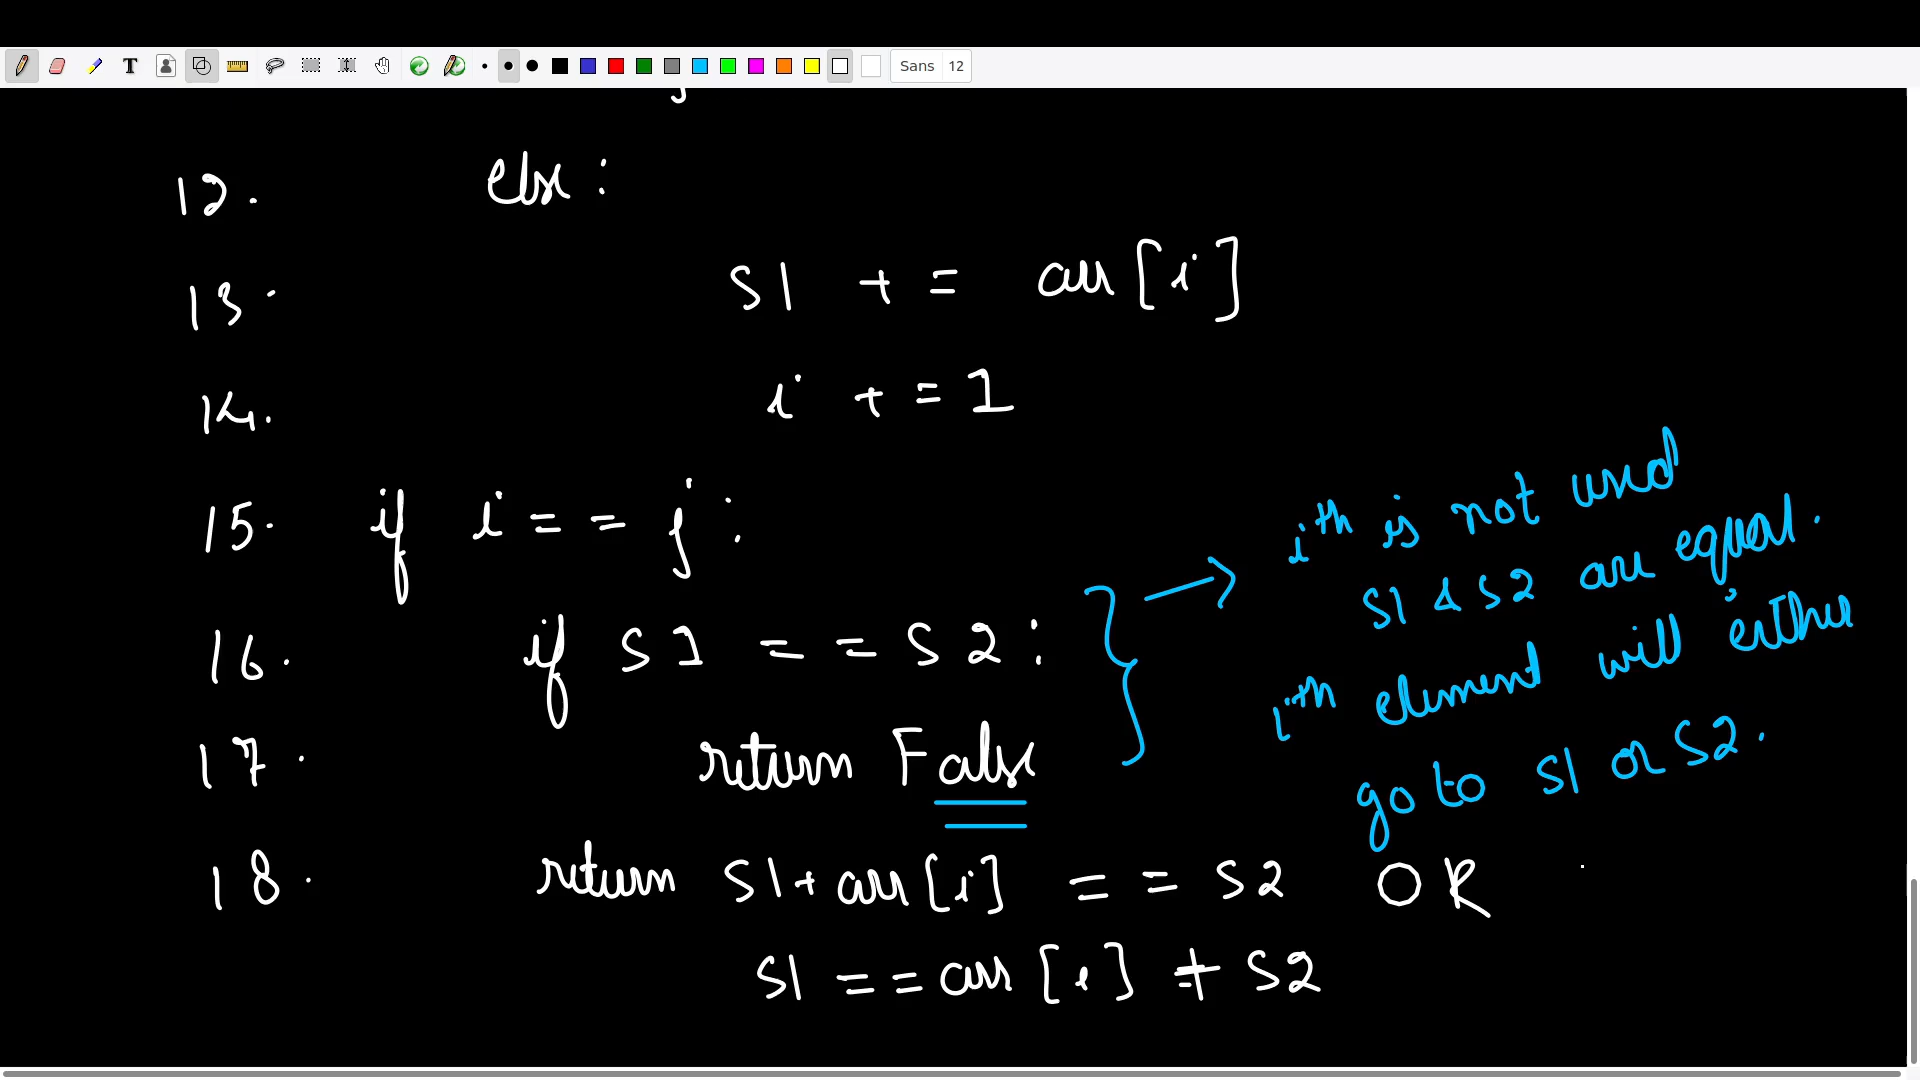 T Sans 12
12. else :
13. S1 += arr[i]
14. i += 1
15. if i == j :
16. if S1 == S2 :
17. return False
18. return S1 + arr[i] == S2 OR
S1 == arr[i] + S2
ith is not used
S1 & S2 are equal.
ith element will either
go to S1 or S2.